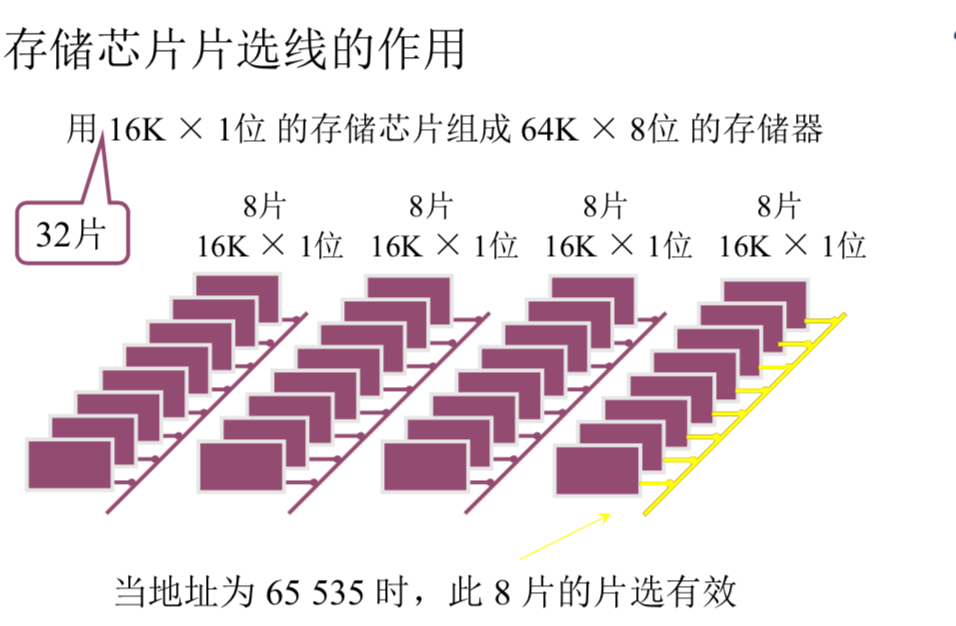 存储芯片片选线的作用
用 16K × 1位 的存储芯片组成 64K × 8位 的存储器
32片
8片 8片 8片 8片
16K × 1位 16K × 1位 16K × 1位 16K × 1位
当地址为 65 535 时，此 8 片的片选有效